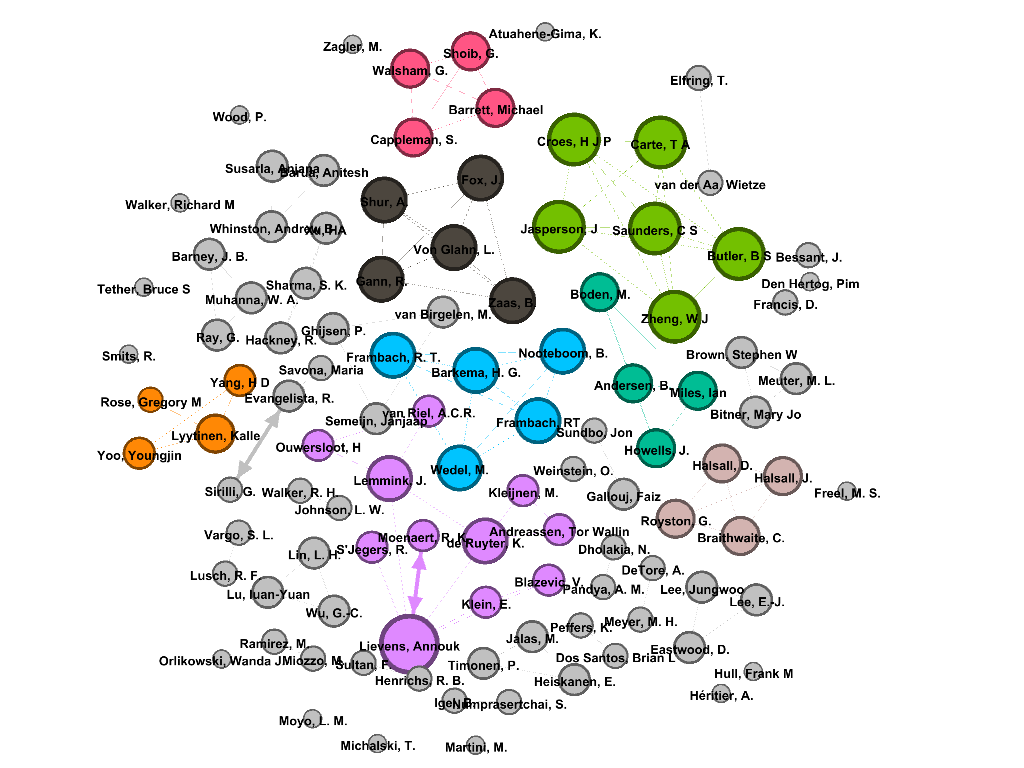 Atuahene-Gima, K.
Zagler, M.
Shoib, G.
Walsham, G.
Elfring, T.
Barrett, Michael
Wood, P.
Cappleman, S.
Croes, H J P
Carte, T A
Susarla, Anjana
Barua, Anitesh
Fox, J.
van der Aa, Wietze
Walker, Richard M
Shur, A.
Whinston, Andrew B.
Xu, HA
Jasperson, J
Saunders, C S
Von Glahn, L.
Barney, J. B.
Butler, B S
Bessant, J.
Gann, R.
Sharma, S. K.
Den Hertog, Pim
Tether, Bruce S
Muhanna, W. A.
Zaas, B.
Boden, M.
Francis, D.
van Birgelen, M.
Zheng, W J
Ghijsen, P.
Ray, G.
Hackney, R.
Smits, R.
Frambach, R. T.
Nooteboom, B.
Brown, Stephen W
Savona, Maria
Barkema, H. G.
Yang, H D
Andersen, B.
Meuter, M. L.
Evangelista, R.
Miles, Ian
Rose, Gregory M
van Riel, A.C.R.
Bitner, Mary Jo
Semeijn, Janjaap
Frambach, RT
Lyytinen, Kalle
Sundbo, Jon
Ouwersloot, H
Howells, J.
Yoo, Youngjin
Wedel, M.
Weinstein, O.
Halsall, D.
Halsall, J.
Lemmink, J.
Sirilli, G.
Walker, R. H.
Kleijnen, M.
Gallouj, Faiz
Freel, M. S.
Johnson, L. W.
Royston, G.
Vargo, S. L.
Moenaert, R. K.
Andreassen, Tor Wallin
Braithwaite, C.
de Ruyter, K.
S'Jegers, R.
Dholakia, N.
Lin, L. H.
DeTore, A.
Lusch, R. F.
Blazevic, V.
Pandya, A. M.
Lee, Jungwoo
Lu, Iuan-Yuan
Lee, E.-J.
Klein, E.
Wu, G.-C.
Meyer, M. H.
Peffers, K.
Jalas, M.
Ramirez, M.
Lievens, Annouk
Eastwood, D.
Orlikowski, Wanda J
Miozzo, M.
Sultan, F.
Timonen, P.
Dos Santos, Brian L
Hull, Frank M
Henrichs, R. B.
Heiskanen, E.
Héritier, A.
Numprasertchai, S.
Moyo, L. M.
Michalski, T.
Martini, M.